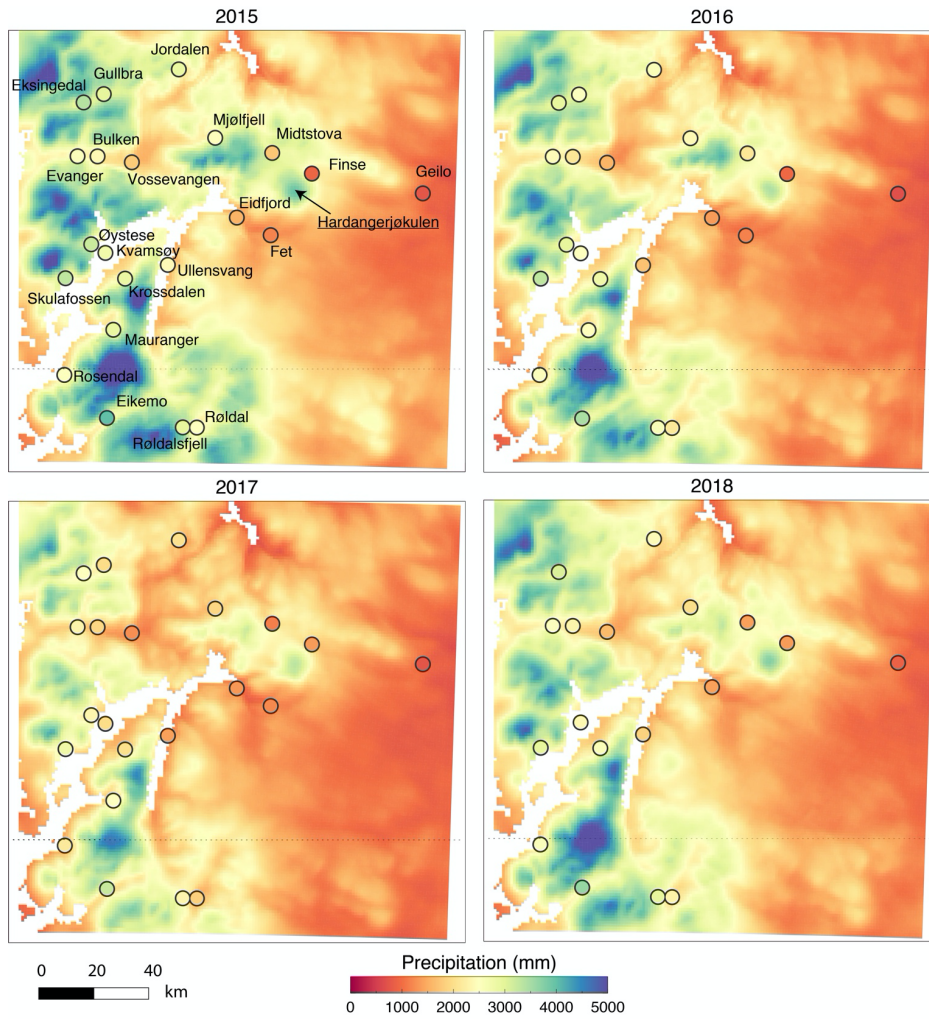 2015
2016
Jordalen
Gullbra
Eksingedal
Mjølfjell
Midtstova
Bulken
Finse
Evanger
Vossevangen
Geilo
Eidfjord
Hardangerjøkulen
Øystese
Kvamsøy
Fet
Ullensvang
Skulafossen
Krossdalen
Mauranger
Rosendal
Eikemo
Røldal
Røldalsfjell
2017
2018
Precipitation (mm)
0 20 40
km
0 1000 2000 3000 4000 5000